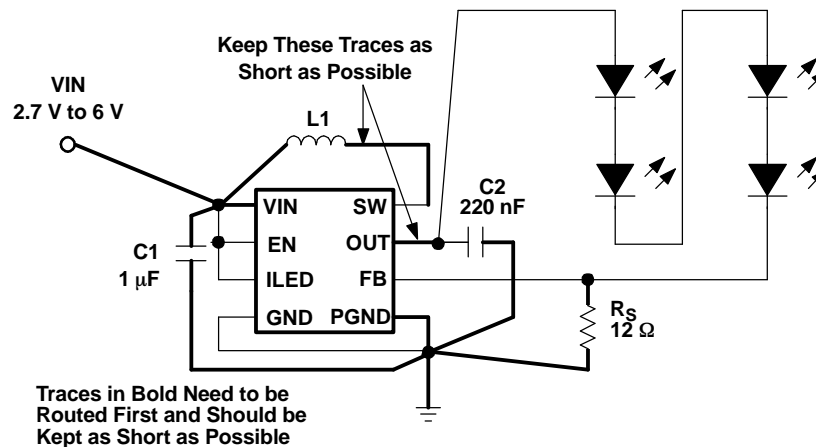 Keep These Traces as
Short as Possible
VIN
2.7 V to 6 V
L1
C2
220 nF
VIN
SW
EN
OUT
ILED
FB
GND
PGND
C1
1 μF
RS
12 Ω
Traces in Bold Need to be
Routed First and Should be
Kept as Short as Possible